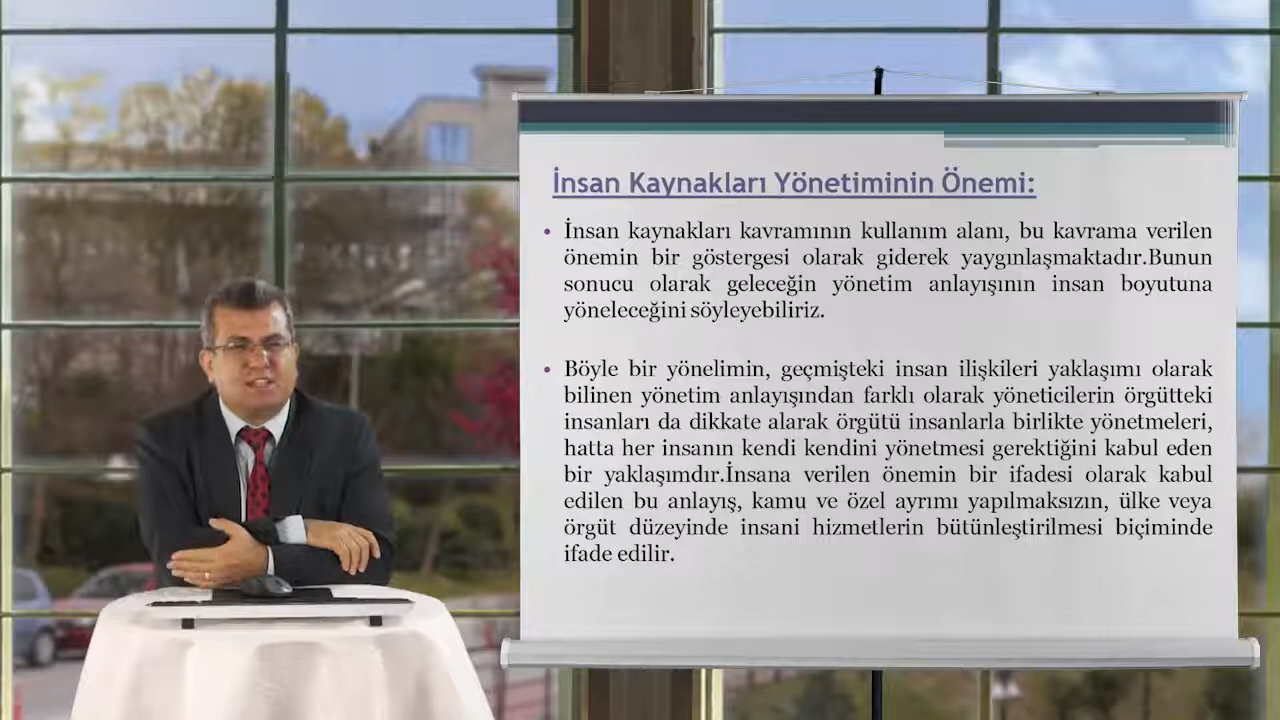 İnsan Kaynakları Yönetiminin Önemi:
• İnsan kaynakları kavramının kullanım alanı, bu kavrama verilen
önemin bir göstergesi olarak giderek yaygınlaşmaktadır.Bunun
sonucu olarak geleceğin yönetim anlayışının insan boyutuna
yöneleceğini söyleyebiliriz.
• Böyle bir yönelimin, geçmişteki insan ilişkileri yaklaşımı olarak
bilinen yönetim anlayışından farklı olarak yöneticilerin örgütteki
insanları da dikkate alarak örgütü insanlarla birlikte yönetmeleri,
hatta her insanın kendi kendini yönetmesi gerektiğini kabul eden
bir yaklaşımdır.İnsana verilen önemin bir ifadesi olarak kabul
edilen bu anlayış, kamu ve özel ayrımı yapılmaksızın, ülke veya
örgüt düzeyinde insani hizmetlerin bütünleştirilmesi biçiminde
ifade edilir.